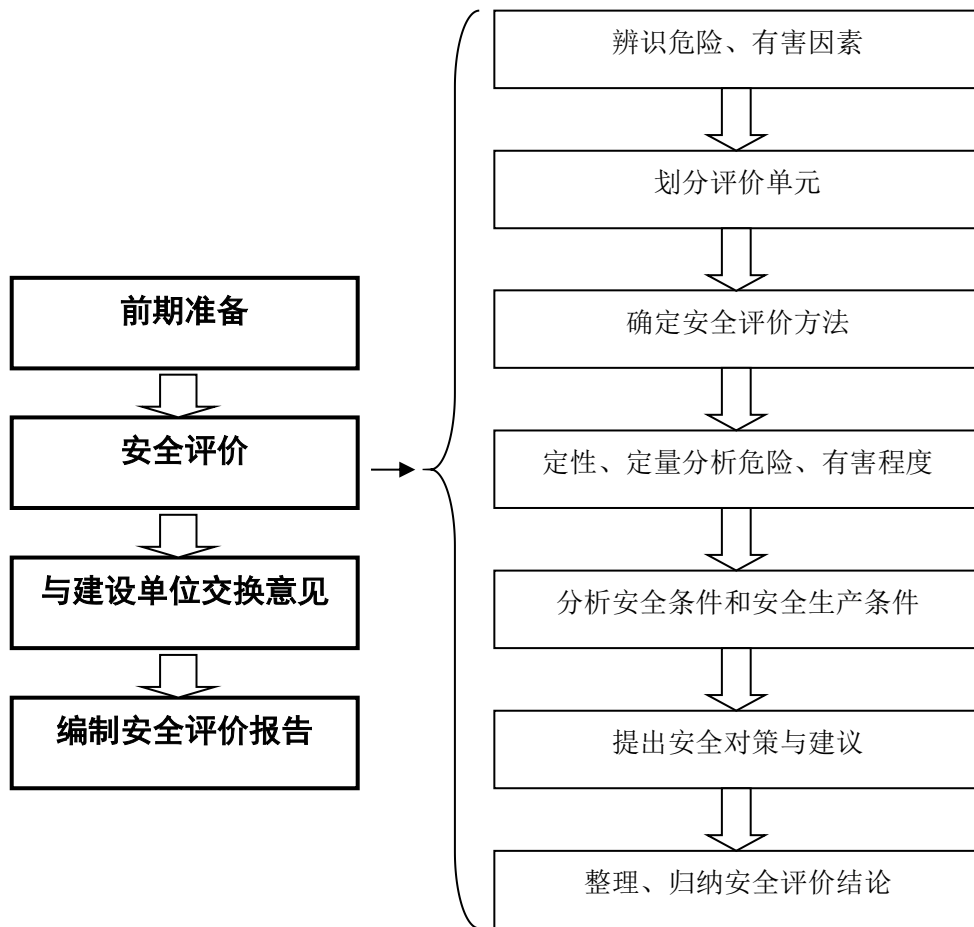 前期准备
安全评价
与建设单位交换意见
编制安全评价报告
辨识危险、有害因素
划分评价单元
确定安全评价方法
定性、定量分析危险、有害程度
分析安全条件和安全生产条件
提出安全对策与建议
整理、归纳安全评价结论